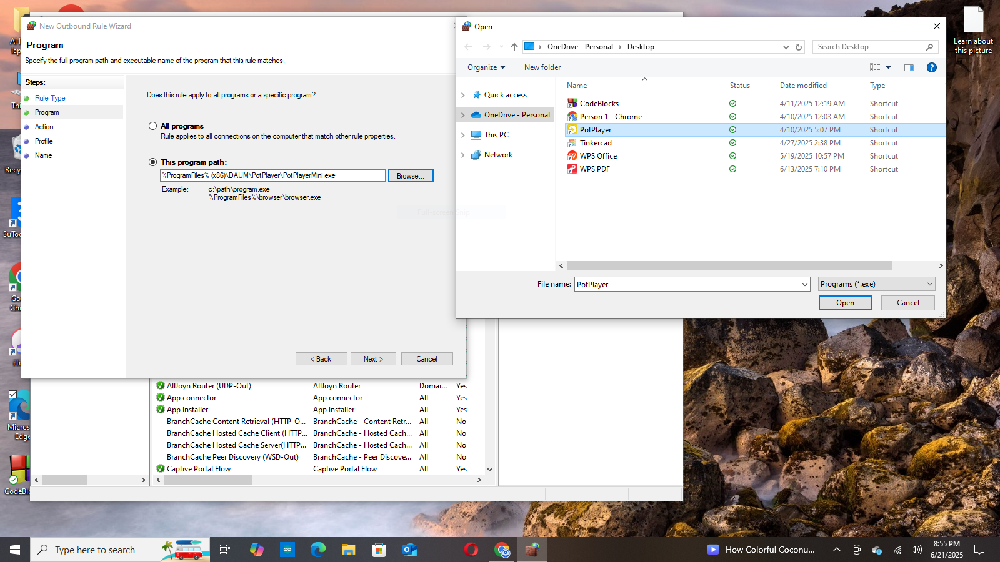 New Outbound Rule Wizard
Program
Specify the full program path and executable name of the program that this rule matches.
Steps:
Rule Type
Program
Action
Profile
Name
Does this rule apply to all programs or a specific program?
All programs
Rule applies to all connections on the computer that match other rule properties.
This program path:
%ProgramFiles% (x86)\DAUM\PotPlayer\PotPlayerMini.exe
Browse...
Example: c:\path\program.exe
%ProgramFiles%\browser\browser.exe
< Back Next > Cancel
Open
OneDrive - Personal Desktop
Search Desktop
Organize New folder
Quick access
OneDrive - Personal
This PC
Network
Name Status Date modified Type
CodeBlocks 4/11/2025 12:19 AM Shortcut
Person 1 - Chrome 4/10/2025 12:03 AM Shortcut
PotPlayer 4/10/2025 5:07 PM Shortcut
Tinkercad 4/27/2025 2:38 PM Shortcut
WPS Office 5/19/2025 10:57 PM Shortcut
WPS PDF 6/13/2025 7:10 PM Shortcut
File name: PotPlayer Programs (*.exe)
Open Cancel
AllJoyn Router (UDP-Out) AllJoyn Router Domai... Yes
App connector App connector All Yes
App Installer App Installer All Yes
BranchCache Content Retrieval (HTTP-O... BranchCache - Content Retr... All No
BranchCache Hosted Cache Client (HTTP... BranchCache - Hosted Cach... All No
BranchCache Hosted Cache Server(HTTP... BranchCache - Hosted Cach... All No
BranchCache Peer Discovery (WSD-Out) BranchCache - Peer Discove... All No
Captive Portal Flow Captive Portal Flow All Yes
Learn about
this picture
AH
lap
Thi
Recy
3uToo
Go
Chr
iTu
Micros
Edge
CodeBlo
Type here to search
How Colorful Coconu...
8:55 PM
6/21/2025